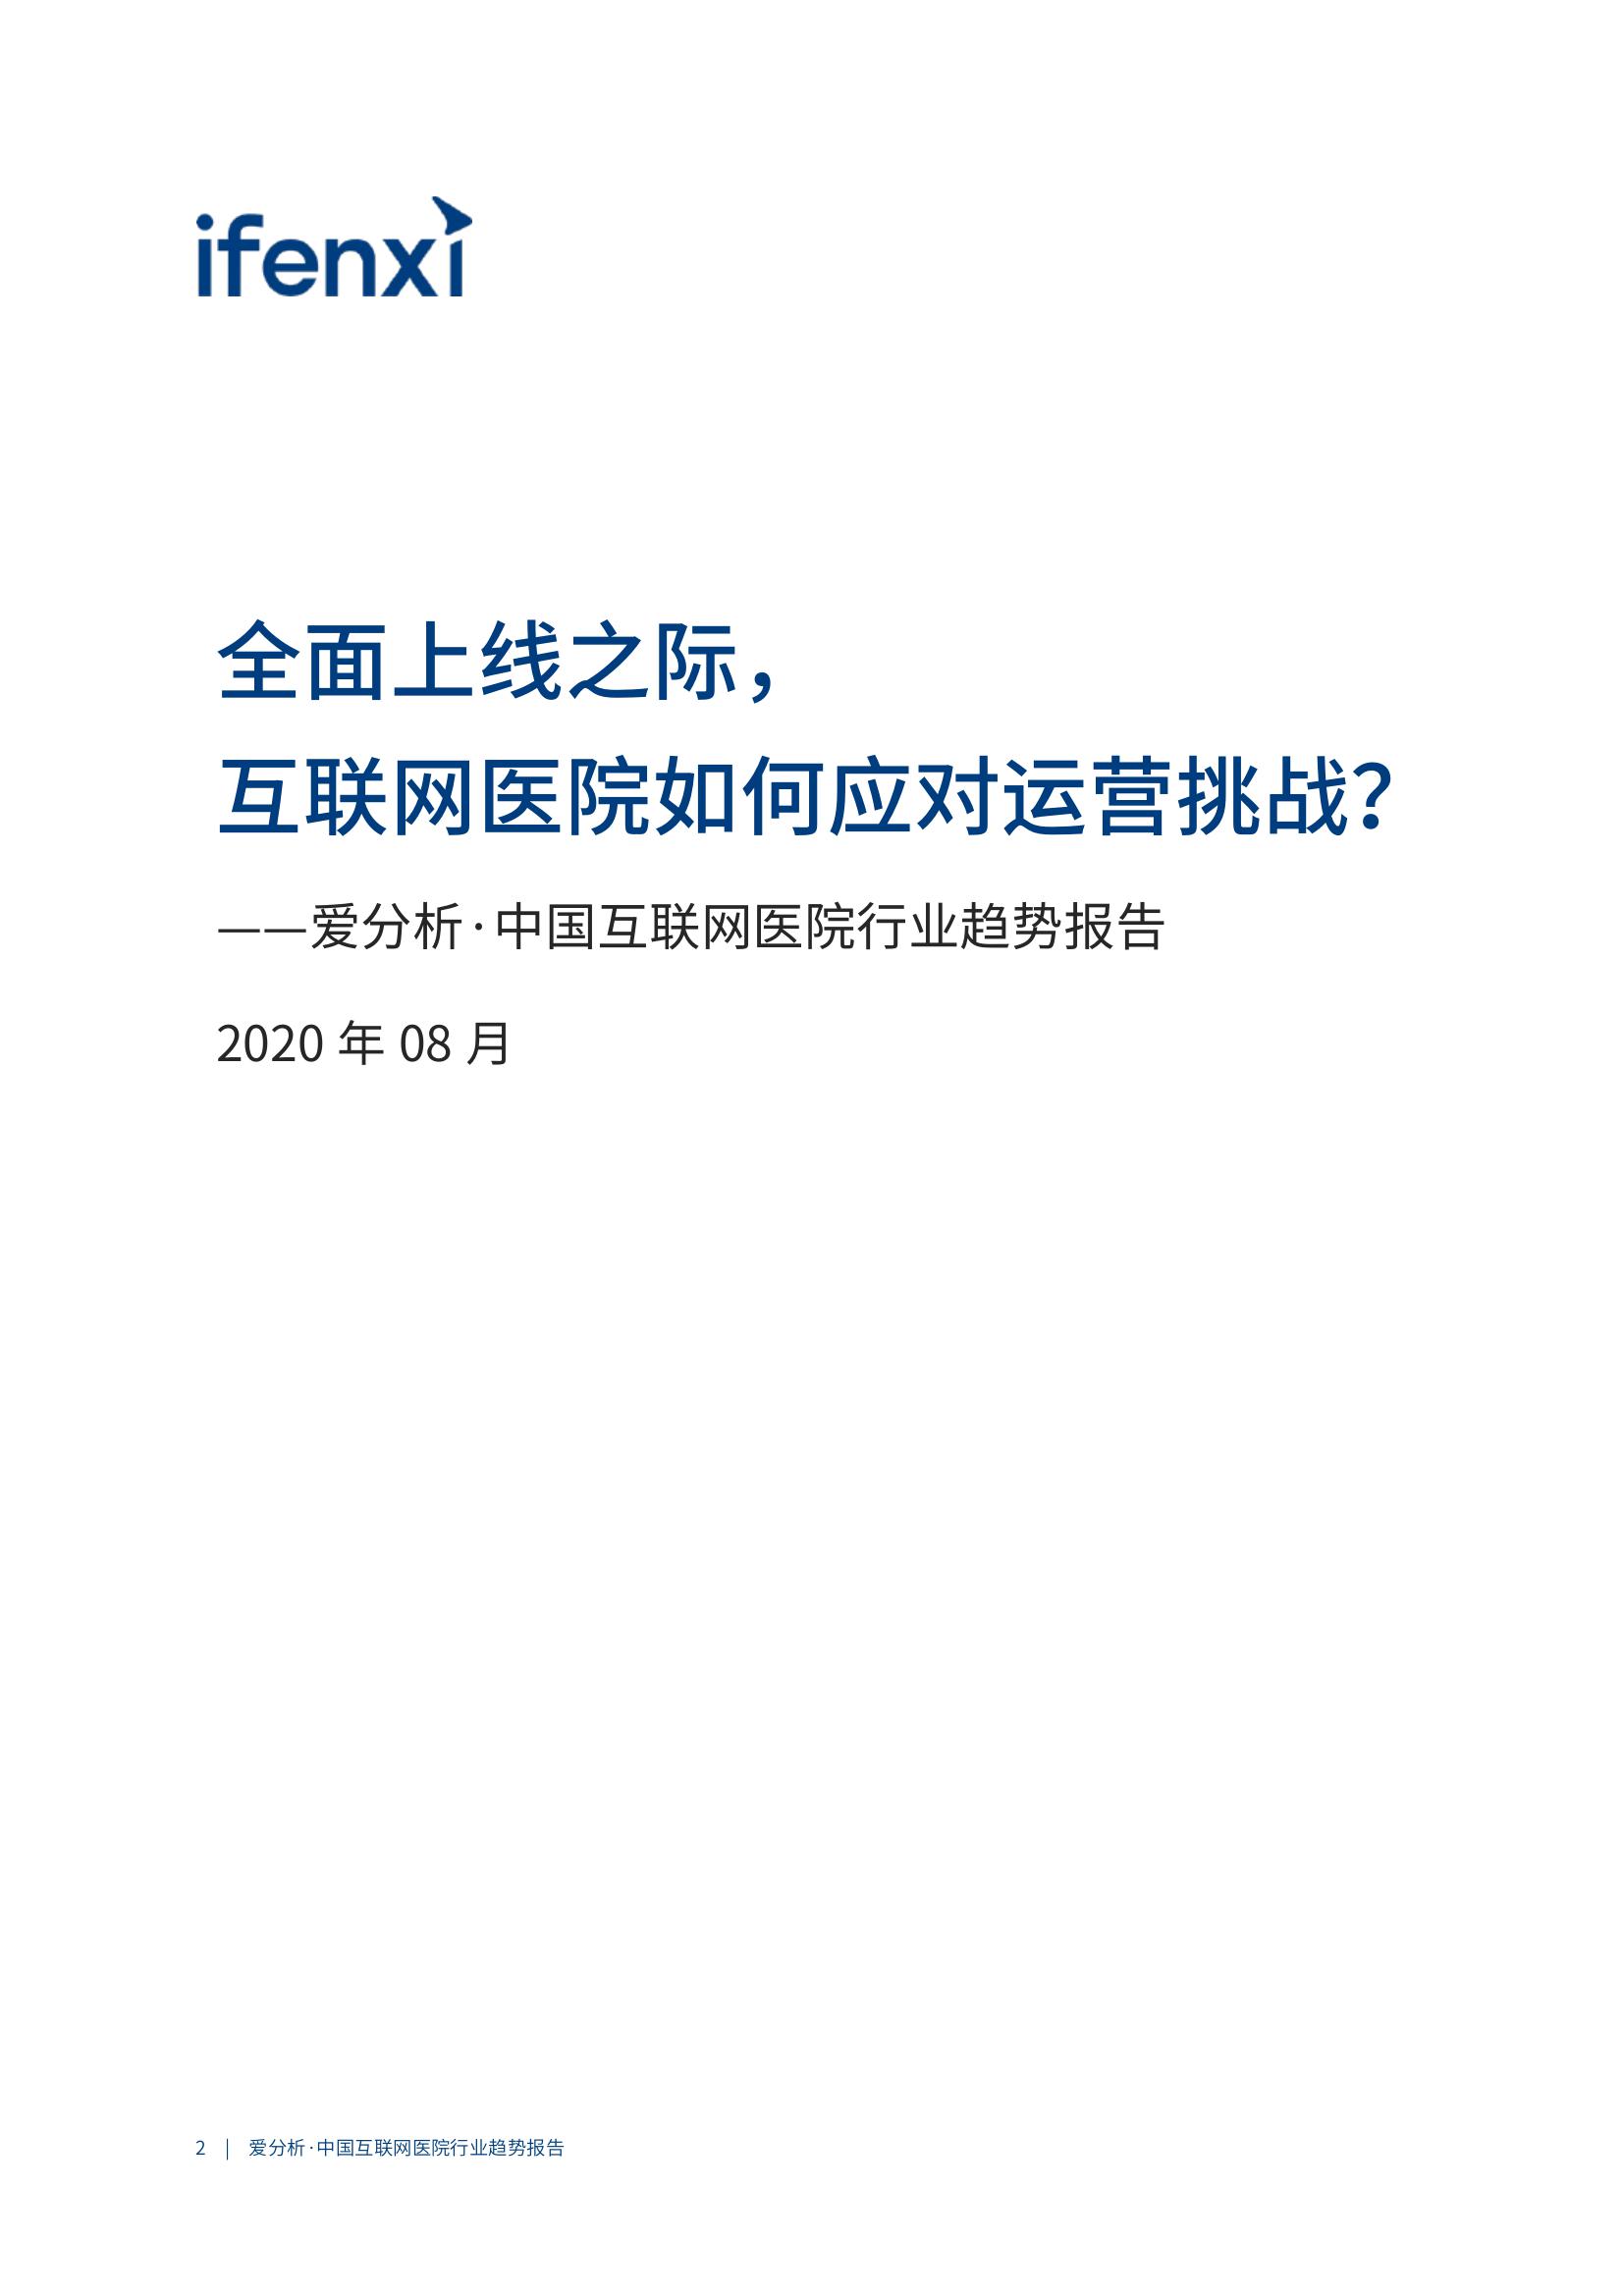 ifenxi
全面上线之际，
互联网医院如何应对运营挑战？
——爱分析·中国互联网医院行业趋势报告
2020 年 08 月
2 | 爱分析·中国互联网医院行业趋势报告